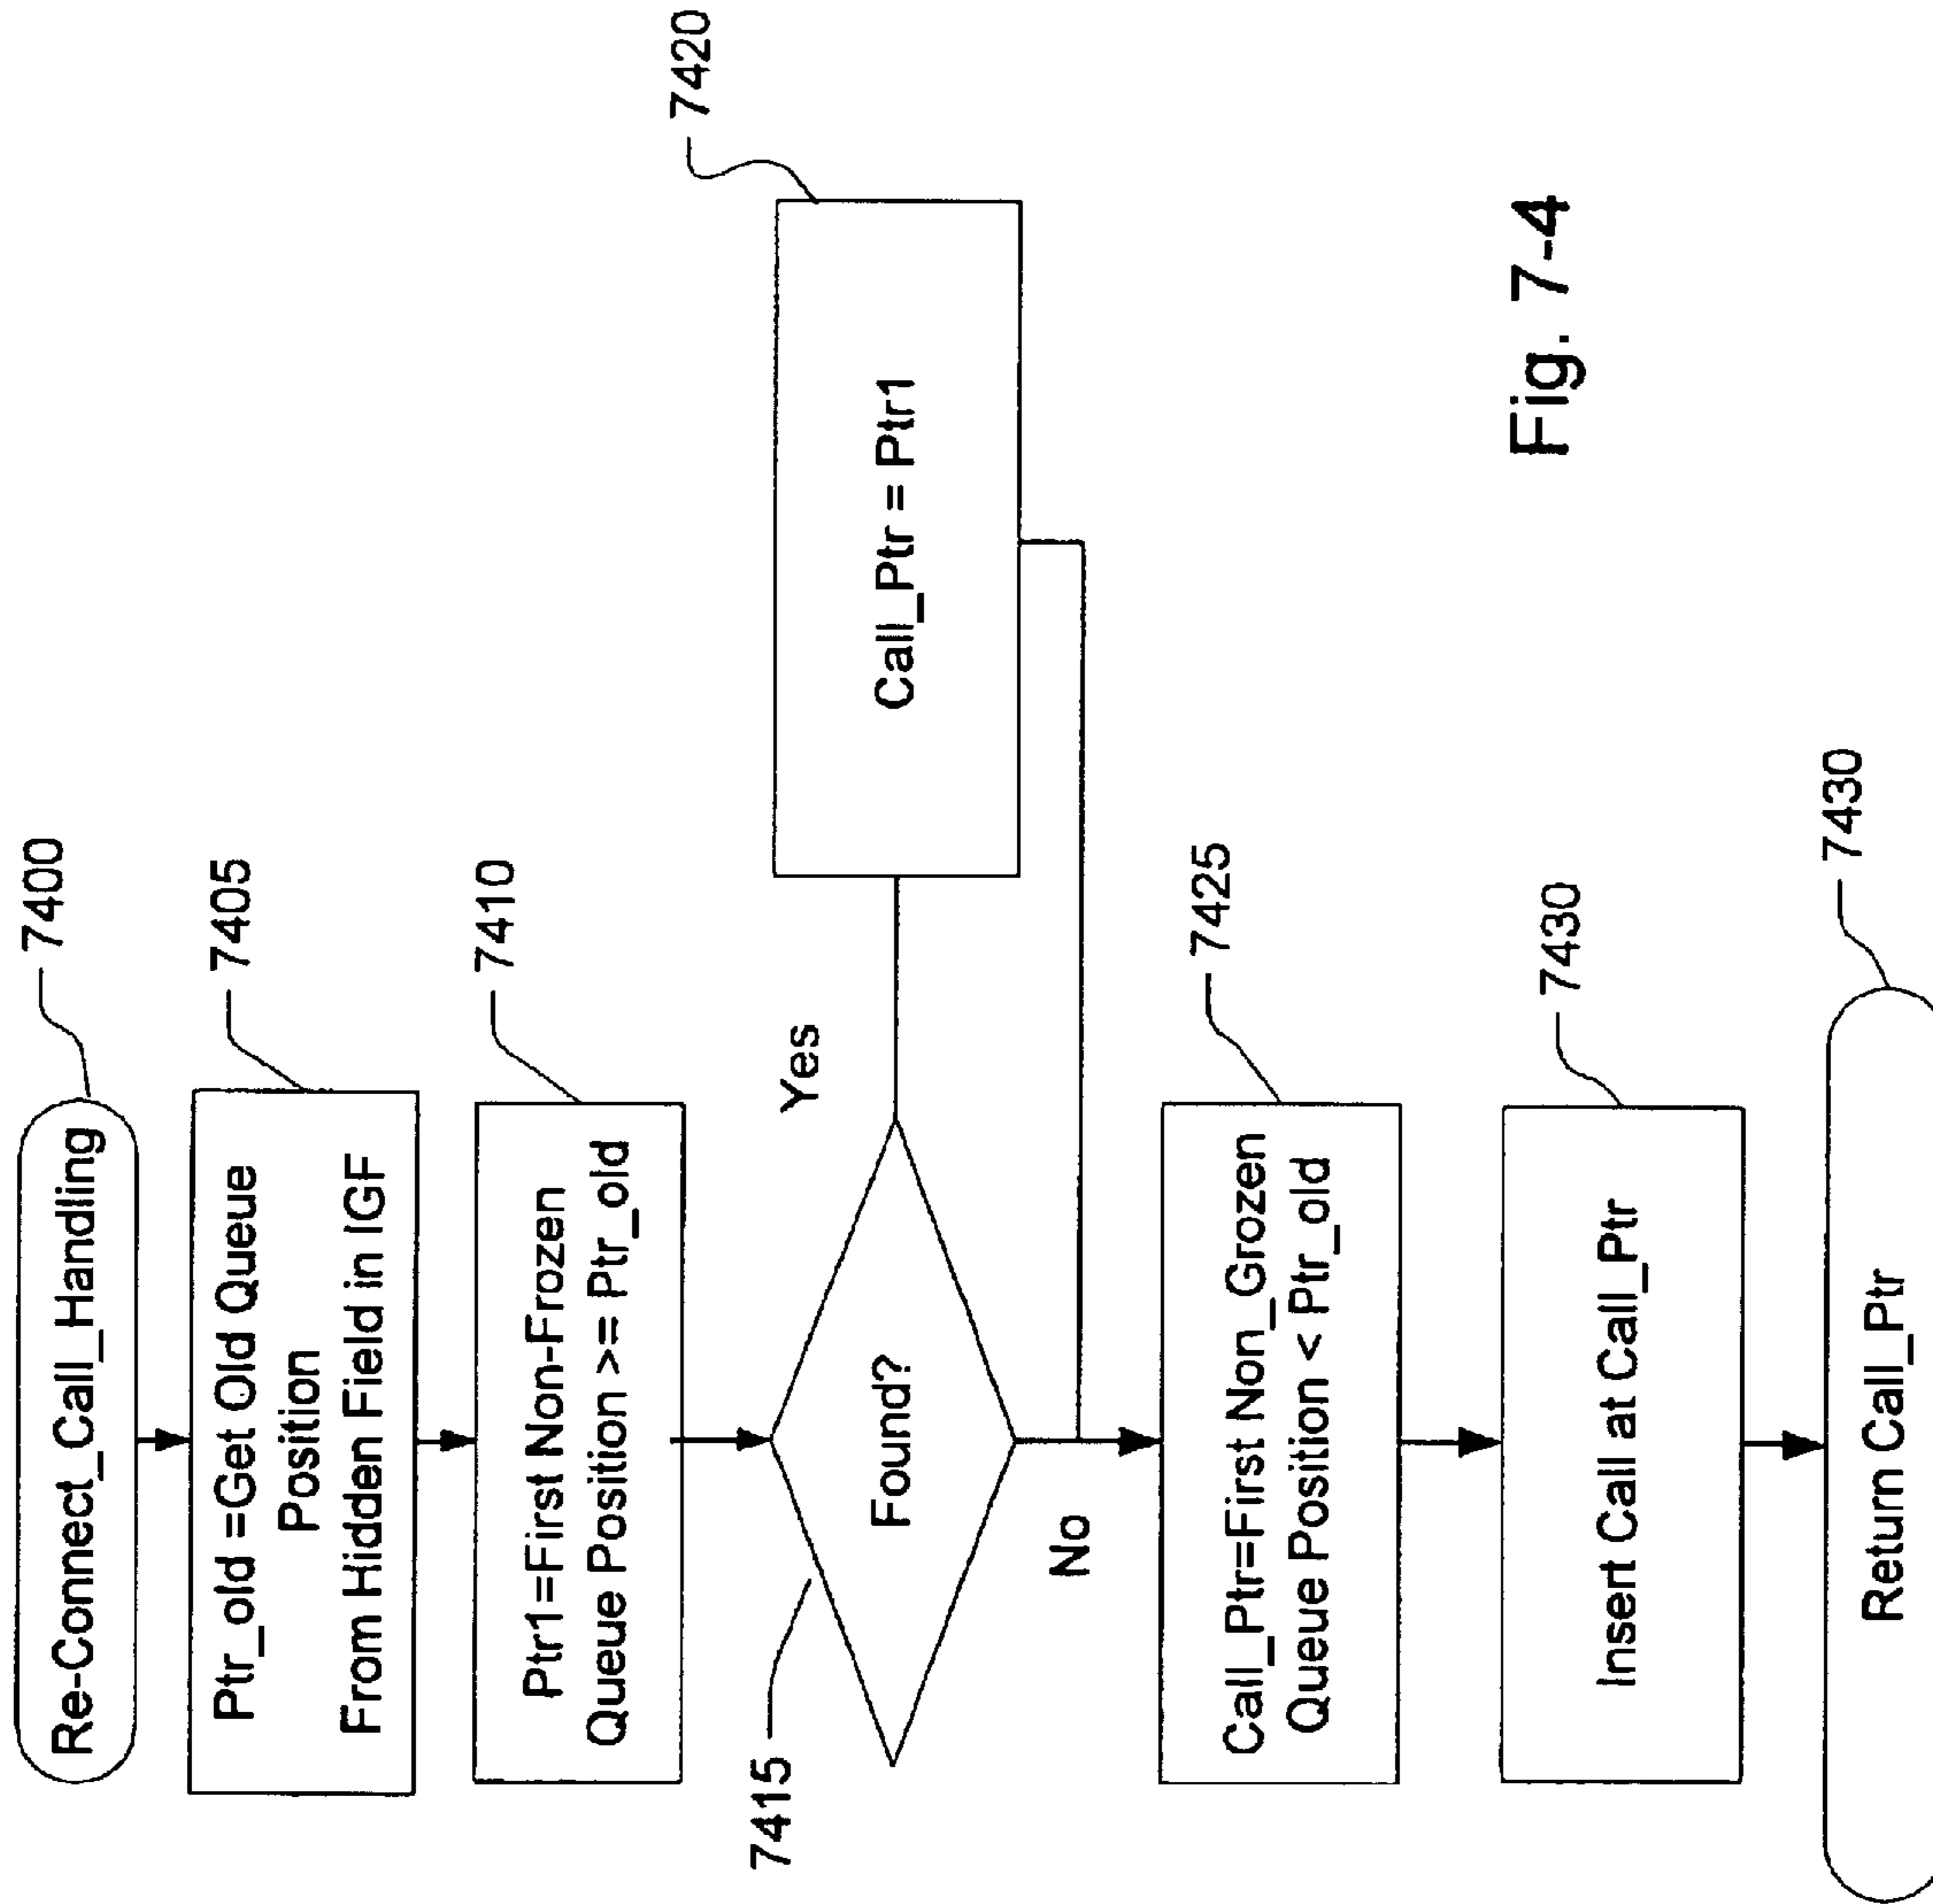 Re-Connect_Call_Handling
7400
Ptr_old =Get Old Queue
Position
From Hidden Field in IGF
7405
Ptr1=First Non-Frozen
Queue Position >= Ptr_old
7410
Found?
7415
Yes
Call_Ptr = Ptr1
7420
No
Call_Ptr=First Non_Grozen
Queue Position < Ptr_old
7425
Insert Call at Call_Ptr
7430
Return Call_Ptr
7430
Fig. 7-4